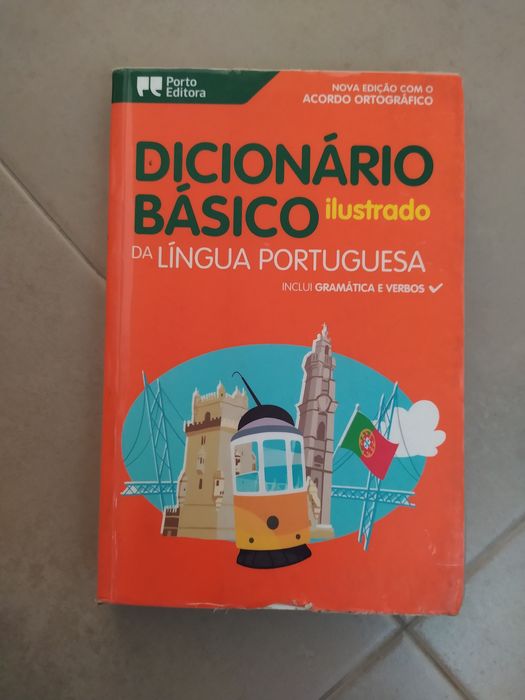 Porto
Editora
NOVA EDIÇÃO COM O
ACORDO ORTOGRÁFICO
DICIONÁRIO
BÁSICO ilustrado
DA LÍNGUA PORTUGUESA
INCLUI GRAMÁTICA E VERBOS